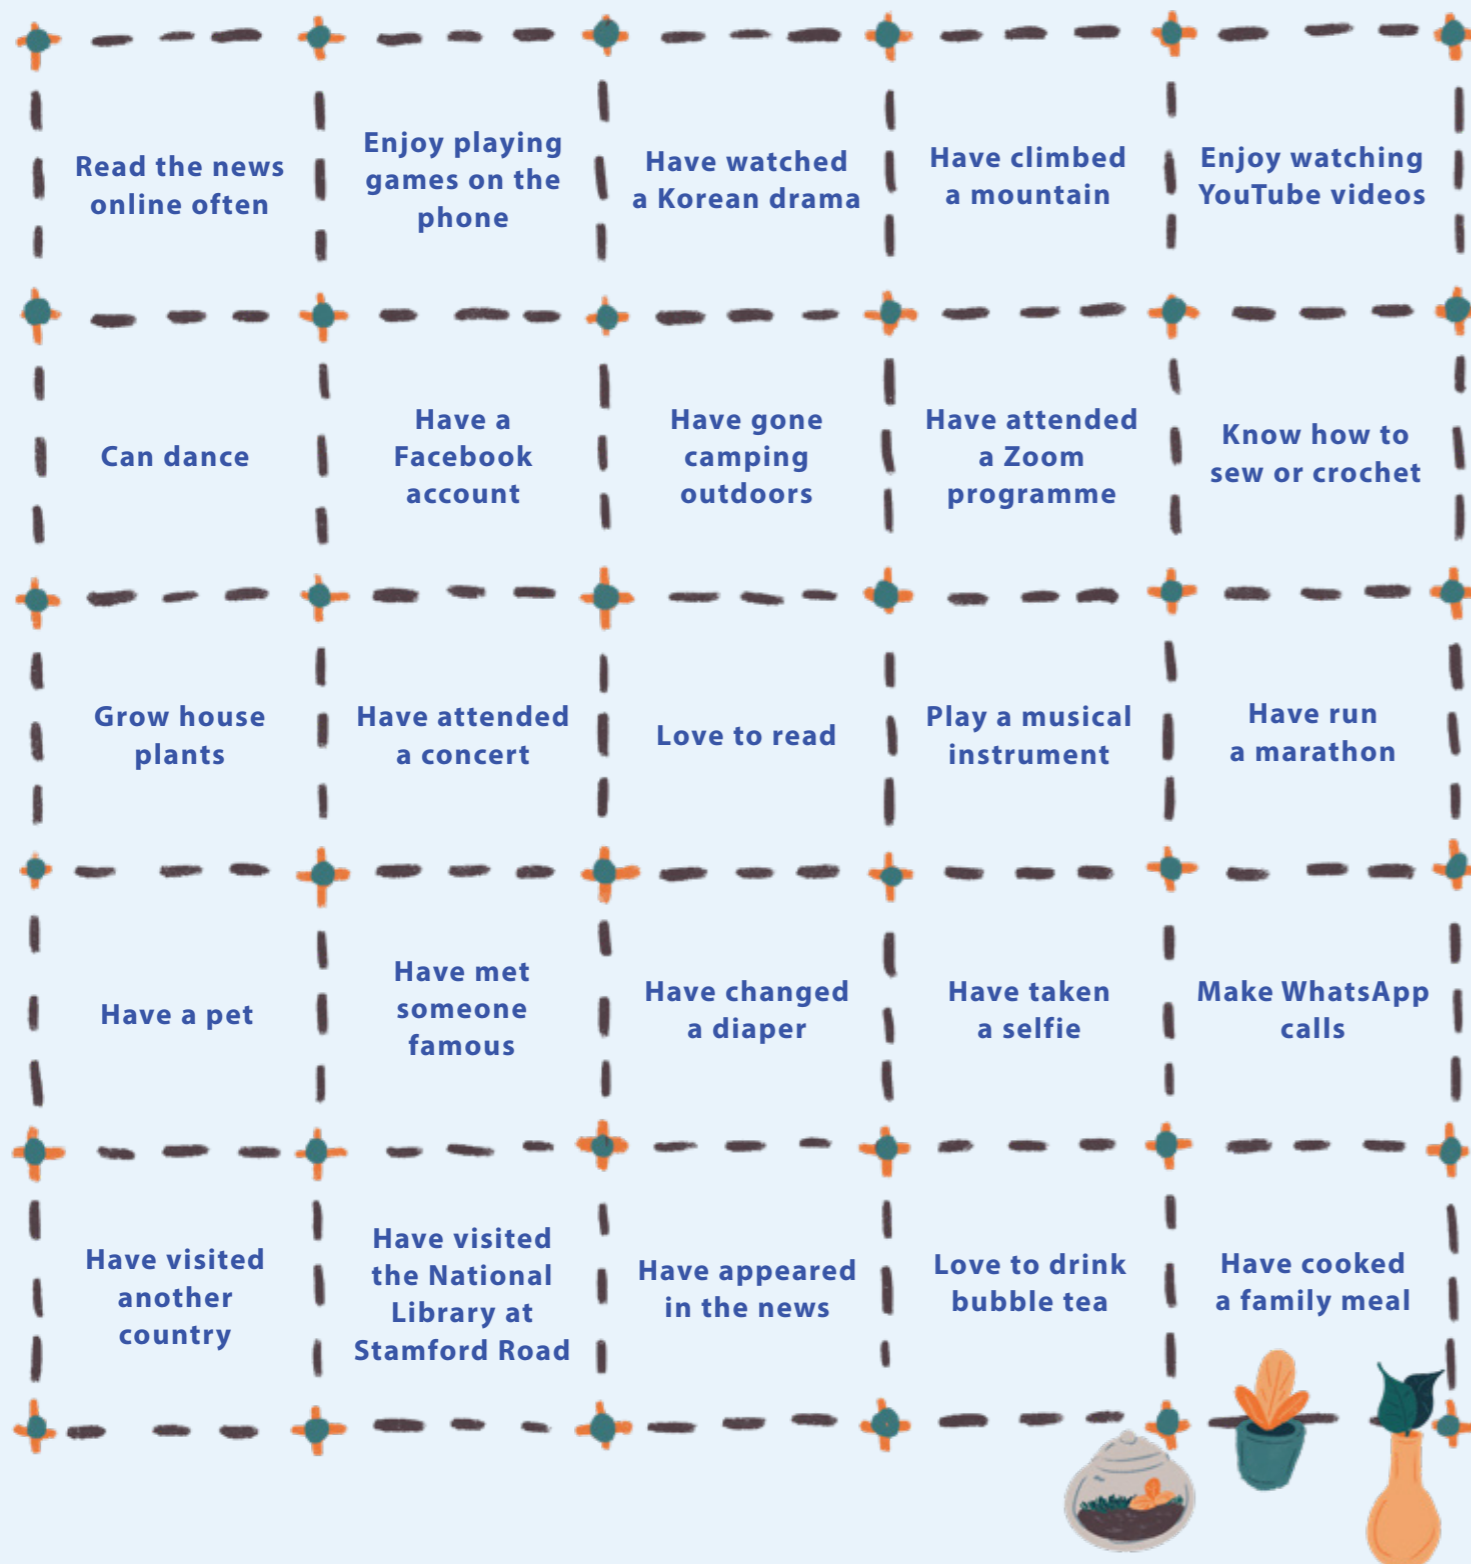 Read the news
online often
Enjoy playing
games on the
phone
Have watched
a Korean drama
Have climbed
a mountain
Enjoy watching
YouTube videos
Can dance
Have a
Facebook
account
Have gone
camping
outdoors
Have attended
a Zoom
programme
Know how to
sew or crochet
Grow house
plants
Have attended
a concert
Love to read
Play a musical
instrument
Have run
a marathon
Have a pet
Have met
someone
famous
Have changed
a diaper
Have taken
a selfie
Make WhatsApp
calls
Have visited
another
country
Have visited
the National
Library at
Stamford Road
Have appeared
in the news
Love to drink
bubble tea
Have cooked
a family meal